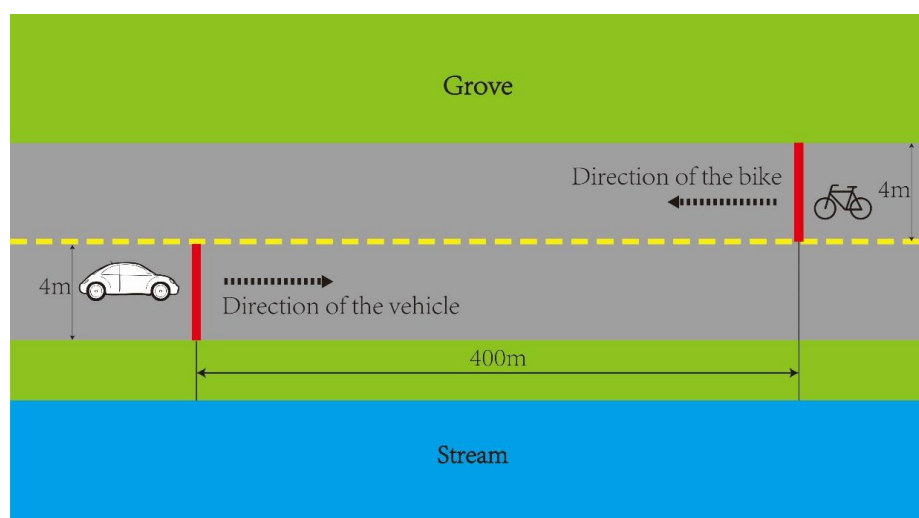 Grove
Direction of the bike
4m
4m
Direction of the vehicle
400m
Stream